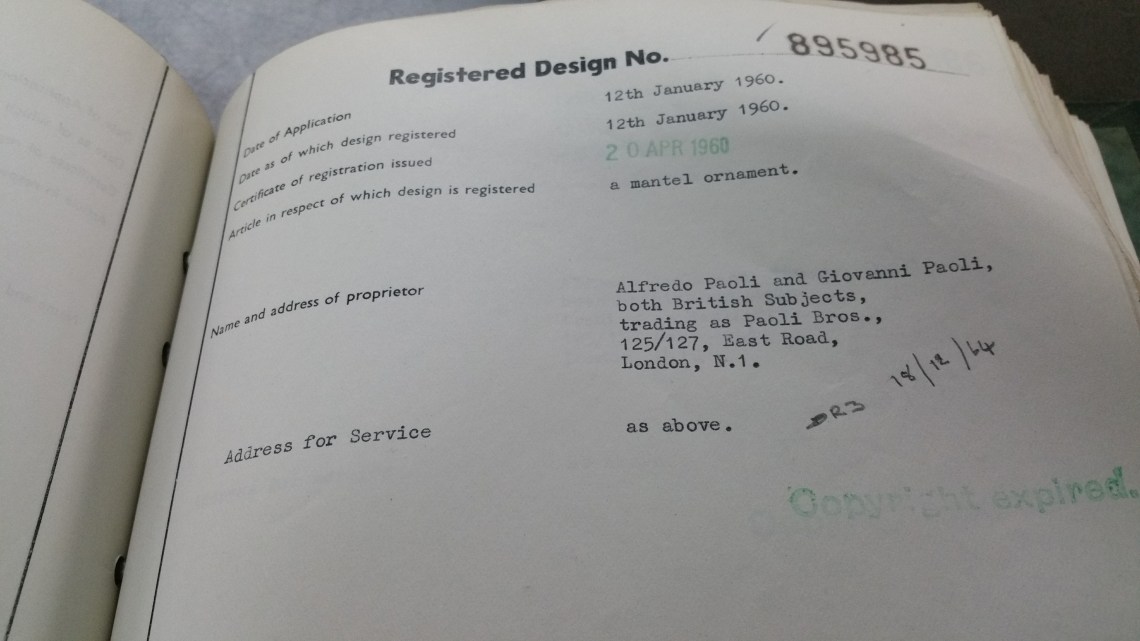 Registered Design No. 895985
Date of Application 12th January 1960.
Date as of which design registered 12th January 1960.
Certificate of registration issued 20 APR 1960
Article in respect of which design is registered a mantel ornament.
Name and address of proprietor Alfredo Paoli and Giovanni Paoli,
both British Subjects,
trading as Paoli Bros.,
125/127, East Road,
London, N.1.
18/12/64
Address for Service as above.
R3
Copyright expired.